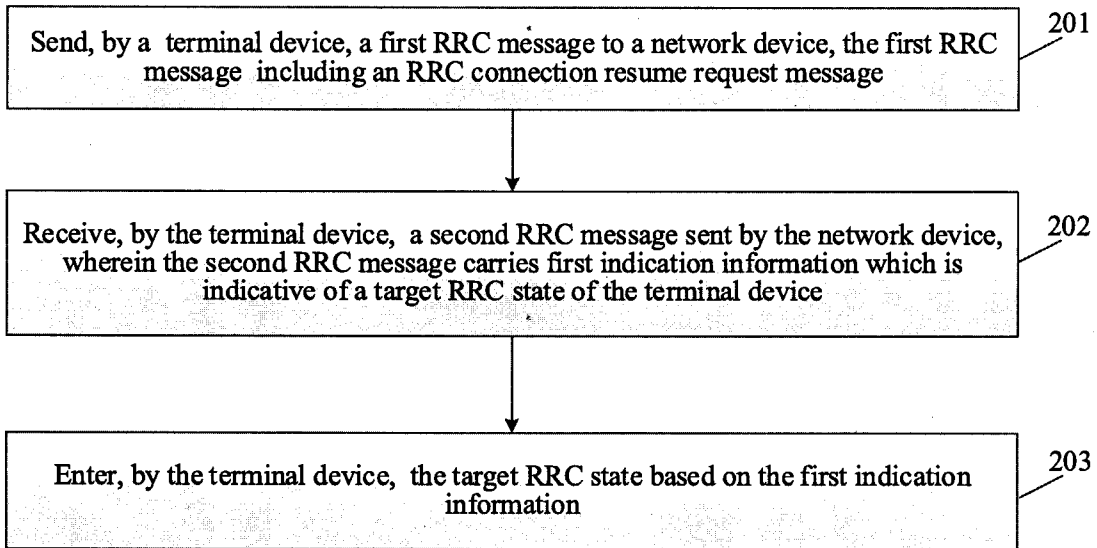 Send, by a terminal device, a first RRC message to a network device, the first RRC
message including an RRC connection resume request message
201
Receive, by the terminal device, a second RRC message sent by the network device,
wherein the second RRC message carries first indication information which is
indicative of a target RRC state of the terminal device
202
Enter, by the terminal device, the target RRC state based on the first indication
information
203